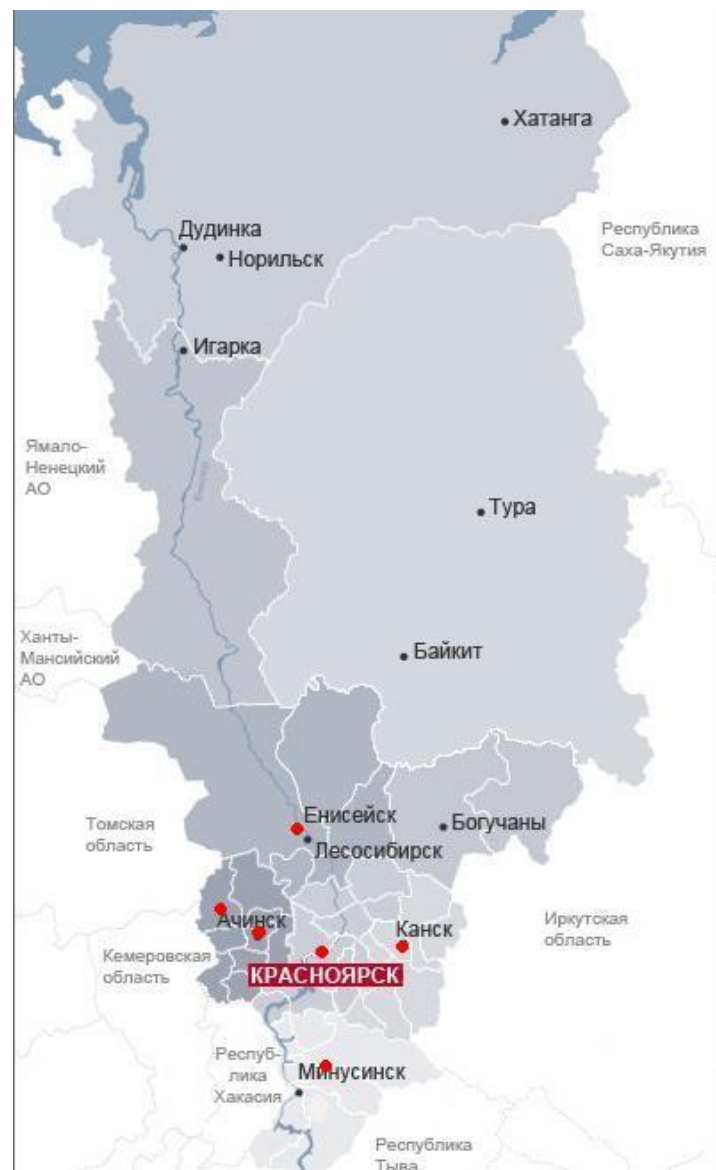 Хатанга
Республика
Саха-Якутия
Дудинка
Норильск
Игарка
Ямало-
Ненецкий
АО
Тура
Ханты-
Мансийский
АО
Байкит
Томская
область
Енисейск
Богучаны
Лесосибирск
Ачинск
Канск
Иркутская
область
Кемеровская
область
КРАСНОЯРСК
Респуб-
лика
Хакасия
Минусинск
Республика
Тыва